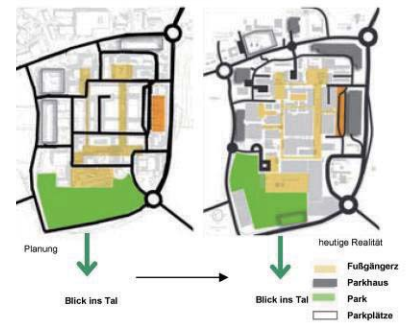 Planung
heutige Realität
Blick ins Tal
Blick ins Tal
Fußgängerz
Parkhaus
Park
Parkplätze